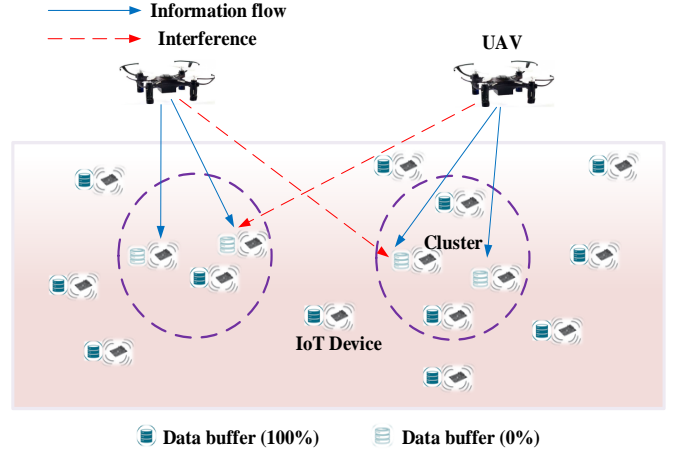 Information flow
Interference
UAV
Cluster
IoT Device
Data buffer (100%)
Data buffer (0%)